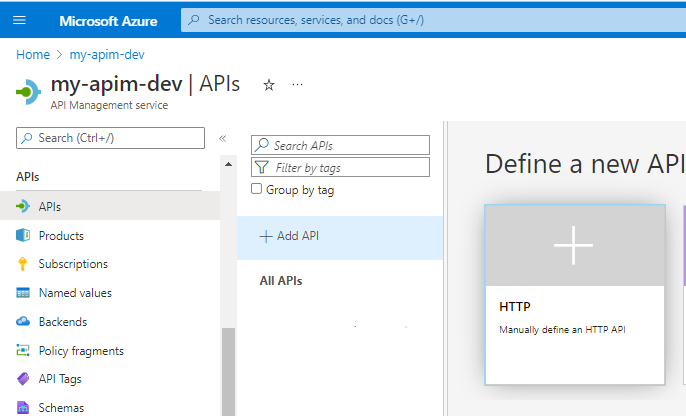 Microsoft Azure
Search resources, services, and docs (G+/)
Home > my-apim-dev
my-apim-dev | APIs
API Management service
Search (Ctrl+/)
«
APIs
APIs
Products
Subscriptions
Named values
Backends
Policy fragments
API Tags
Schemas
Search APIs
Filter by tags
Group by tag
+ Add API
All APIs
Define a new API
HTTP
Manually define an HTTP API